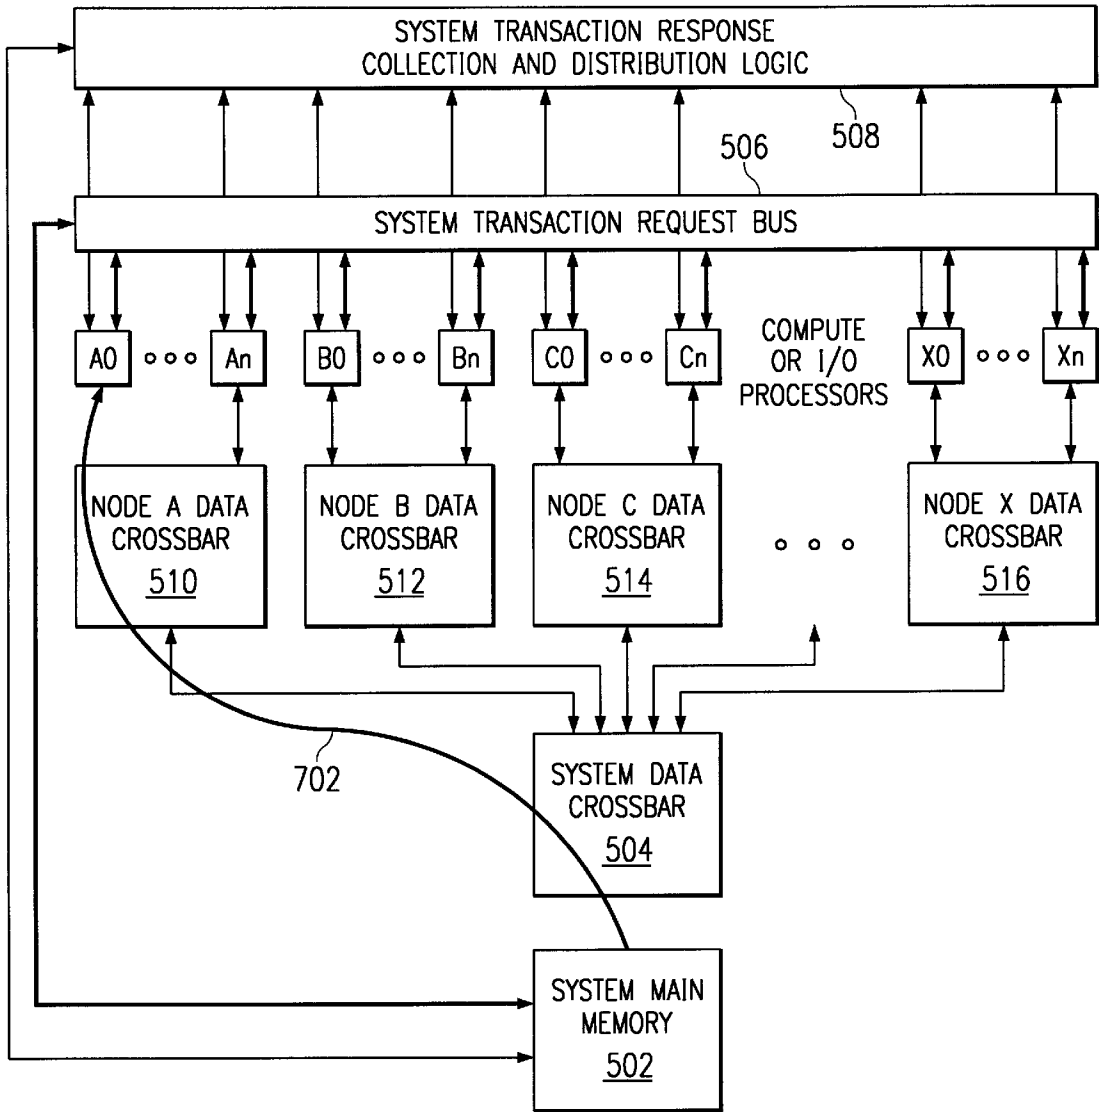 SYSTEM TRANSACTION RESPONSE
COLLECTION AND DISTRIBUTION LOGIC
508
506
SYSTEM TRANSACTION REQUEST BUS
A0 An B0 Bn C0 Cn X0 Xn
COMPUTE
OR I/O
PROCESSORS
NODE A DATA
CROSSBAR
510
NODE B DATA
CROSSBAR
512
NODE C DATA
CROSSBAR
514
NODE X DATA
CROSSBAR
516
702
SYSTEM DATA
CROSSBAR
504
SYSTEM MAIN
MEMORY
502